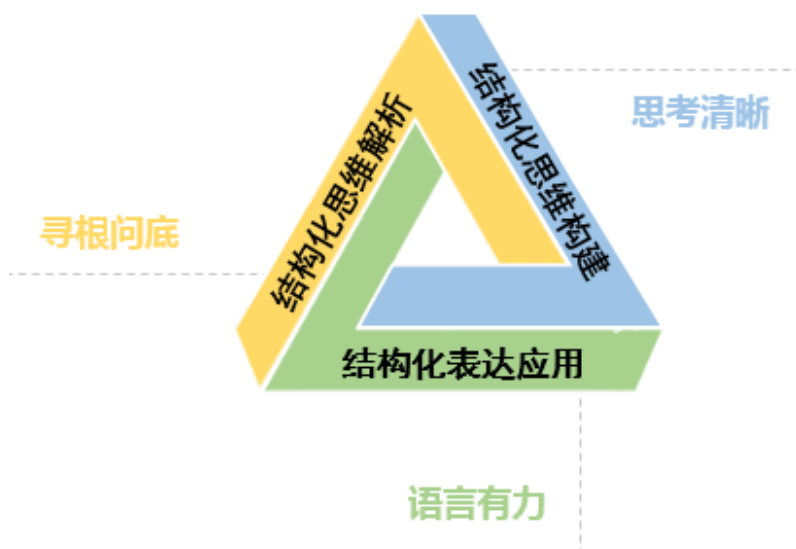 结构化思维构建
思考清晰
结构化思维解析
寻根问底
结构化表达应用
语言有力